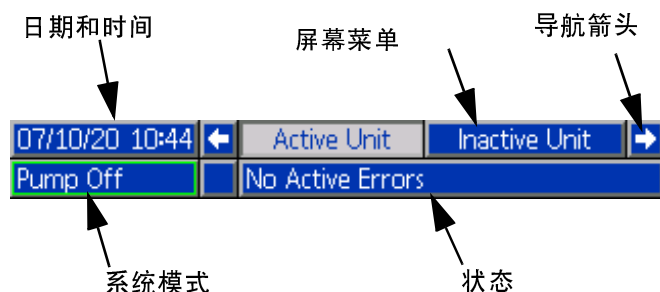 日期和时间
屏幕菜单
导航箭头
07/10/20 10:44
Active Unit
Inactive Unit
Pump Off
No Active Errors
系统模式
状态